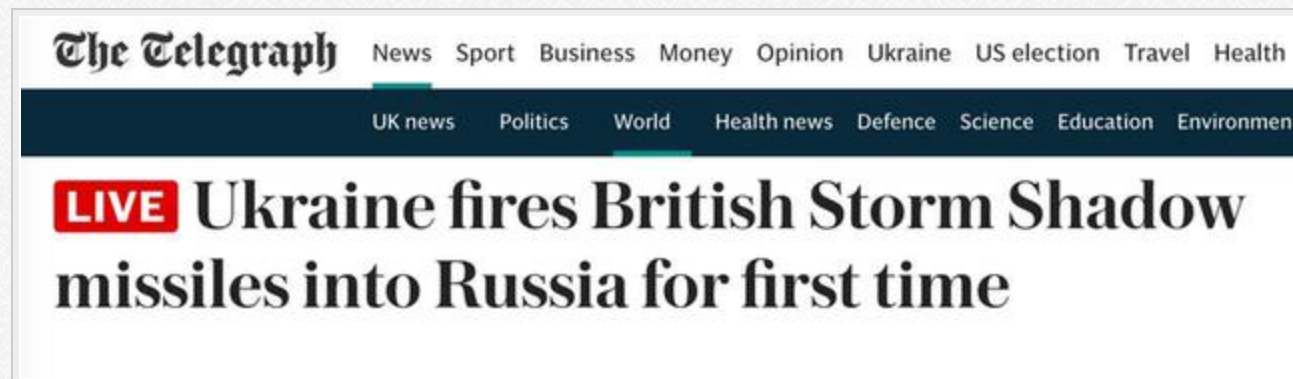 The Telegraph News Sport Business Money Opinion Ukraine US election Travel Health
UK news Politics World Health news Defence Science Education Environmen
LIVE Ukraine fires British Storm Shadow
missiles into Russia for first time